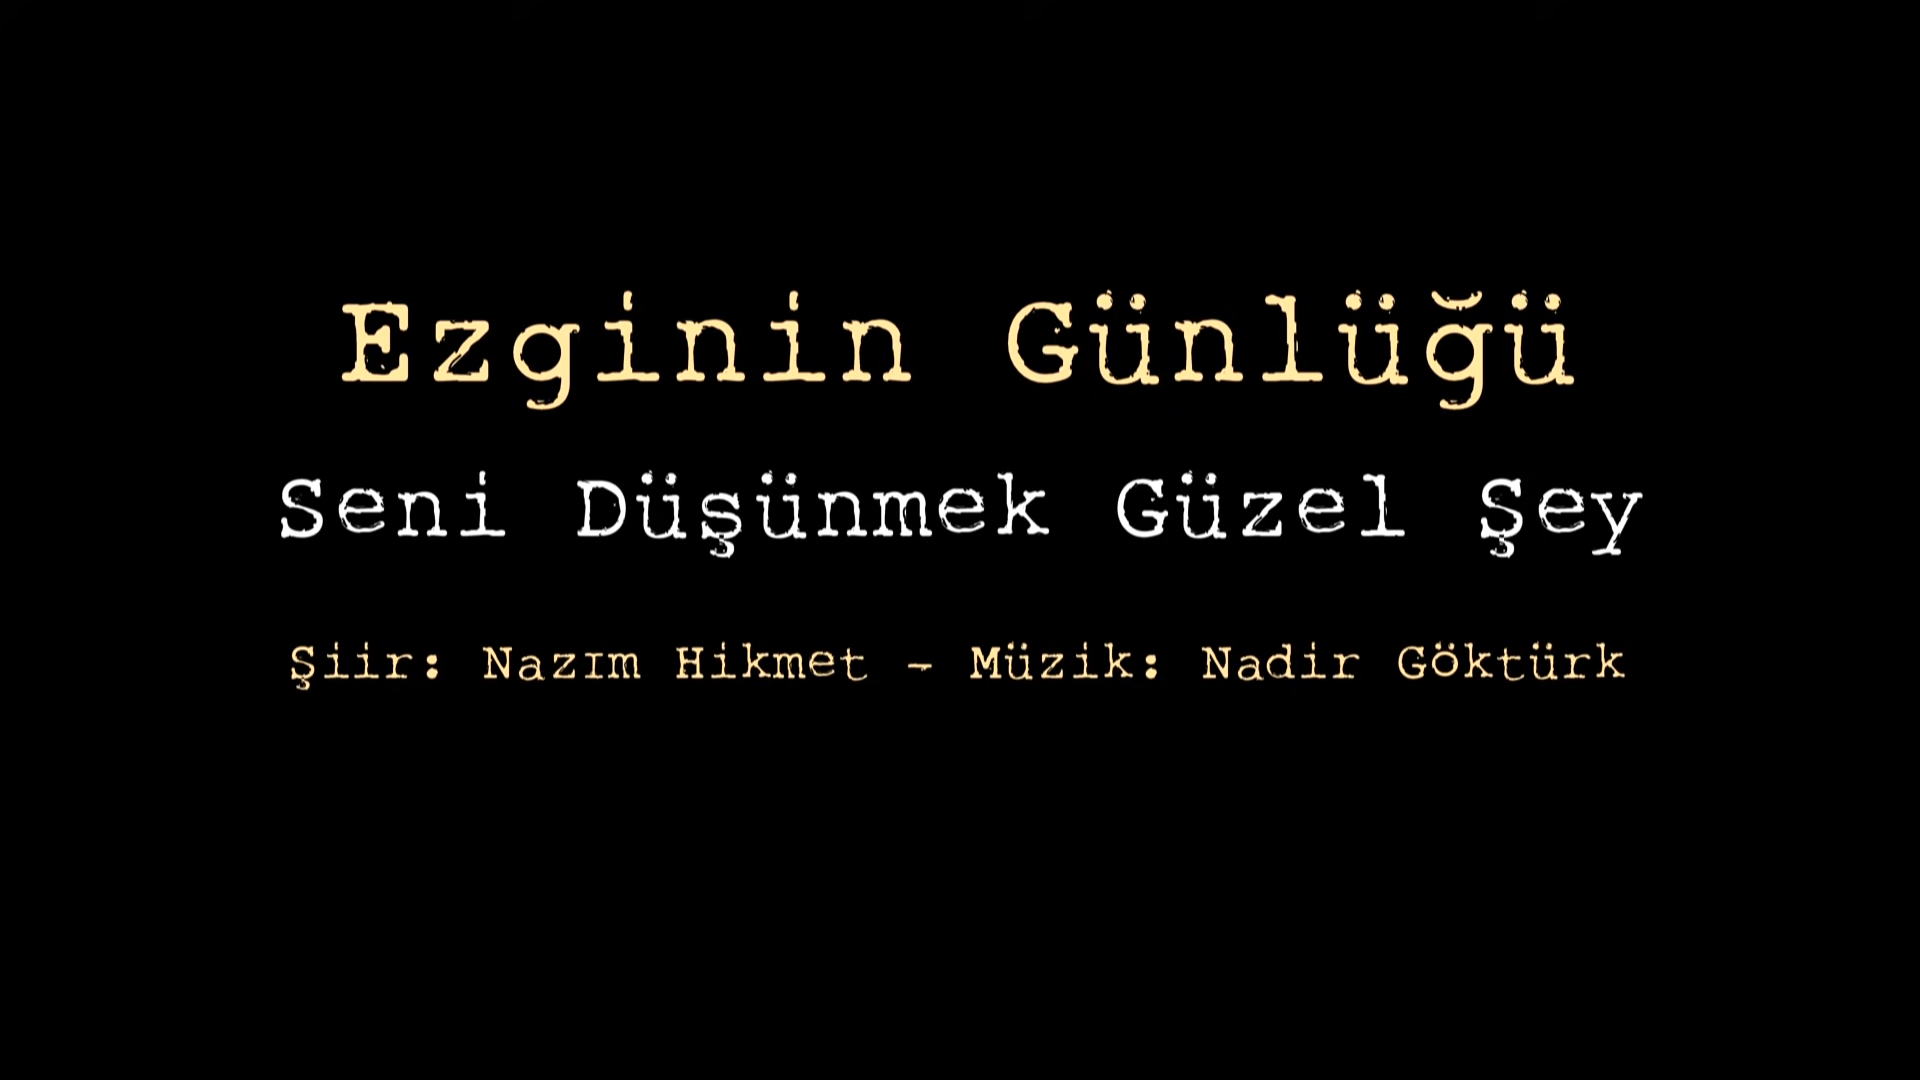 Ezginin Günlüğü
Seni Düşünmek Güzel Şey
Şiir: Nazım Hikmet - Müzik: Nadir Göktürk